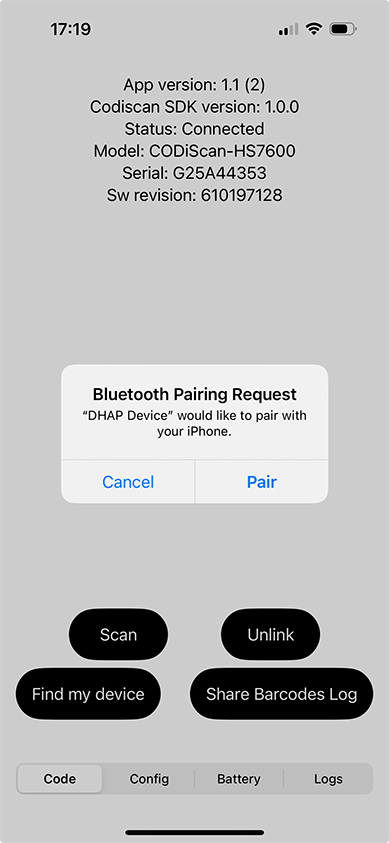 17:19
App version: 1.1 (2)
Codiscan SDK version: 1.0.0
Status: Connected
Model: CODiScan-HS7600
Serial: G25A44353
Sw revision: 610197128
Bluetooth Pairing Request
“DHAP Device” would like to pair with
your iPhone.
Cancel
Pair
Scan
Unlink
Find my device
Share Barcodes Log
Code
Config
Battery
Logs